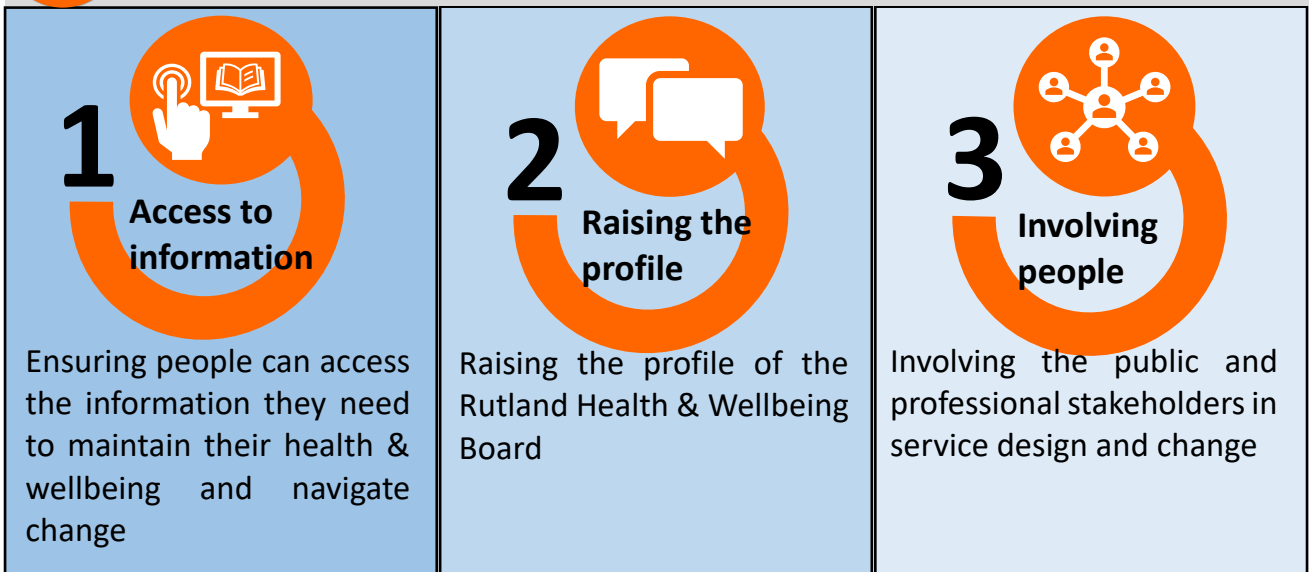 1
Access to
information
Ensuring people can access
the information they need
to maintain their health &
wellbeing and navigate
change
2
Raising the
profile
Raising the profile of the
Rutland Health & Wellbeing
Board
3
Involving
people
Involving the public and
professional stakeholders in
service design and change